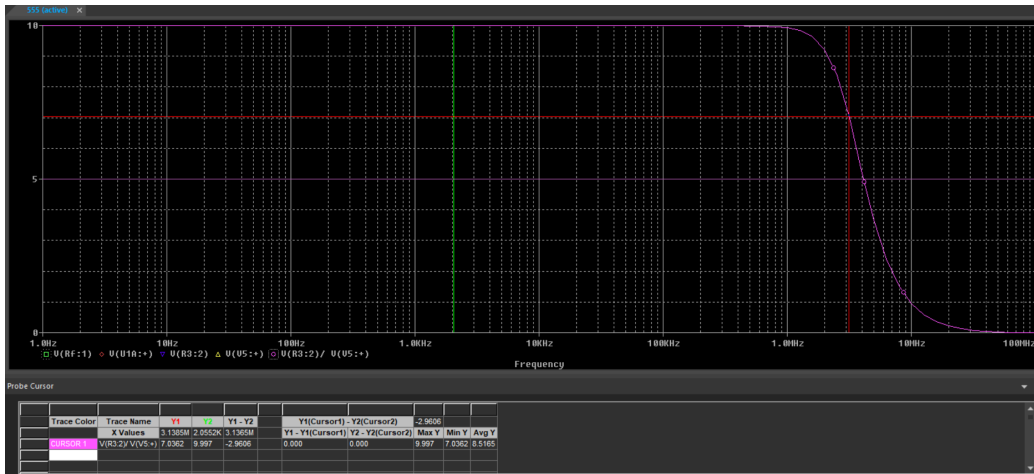 555 (active) ×
10
5
0
1.0Hz 10Hz 100Hz 1.0KHz 10KHz 100KHz 1.0MHz 10MHz 100MHz
V(Rf:1) V(U1A:+) V(R3:2) V(V5:+) V(R3:2)/ V(V5:+)
Frequency
Probe Cursor
Trace Color Trace Name Y1 Y2 Y1 - Y2 Y1(Cursor1) - Y2(Cursor2) -2.9606
X Values 3.1385M 2.0552K 3.1365M Y1 - Y1(Cursor1) Y2 - Y2(Cursor2) Max Y Min Y Avg Y
CURSOR 1 V(R3:2)/ V(V5:+) 7.0362 9.997 -2.9606 0.000 0.000 9.997 7.0362 8.5165